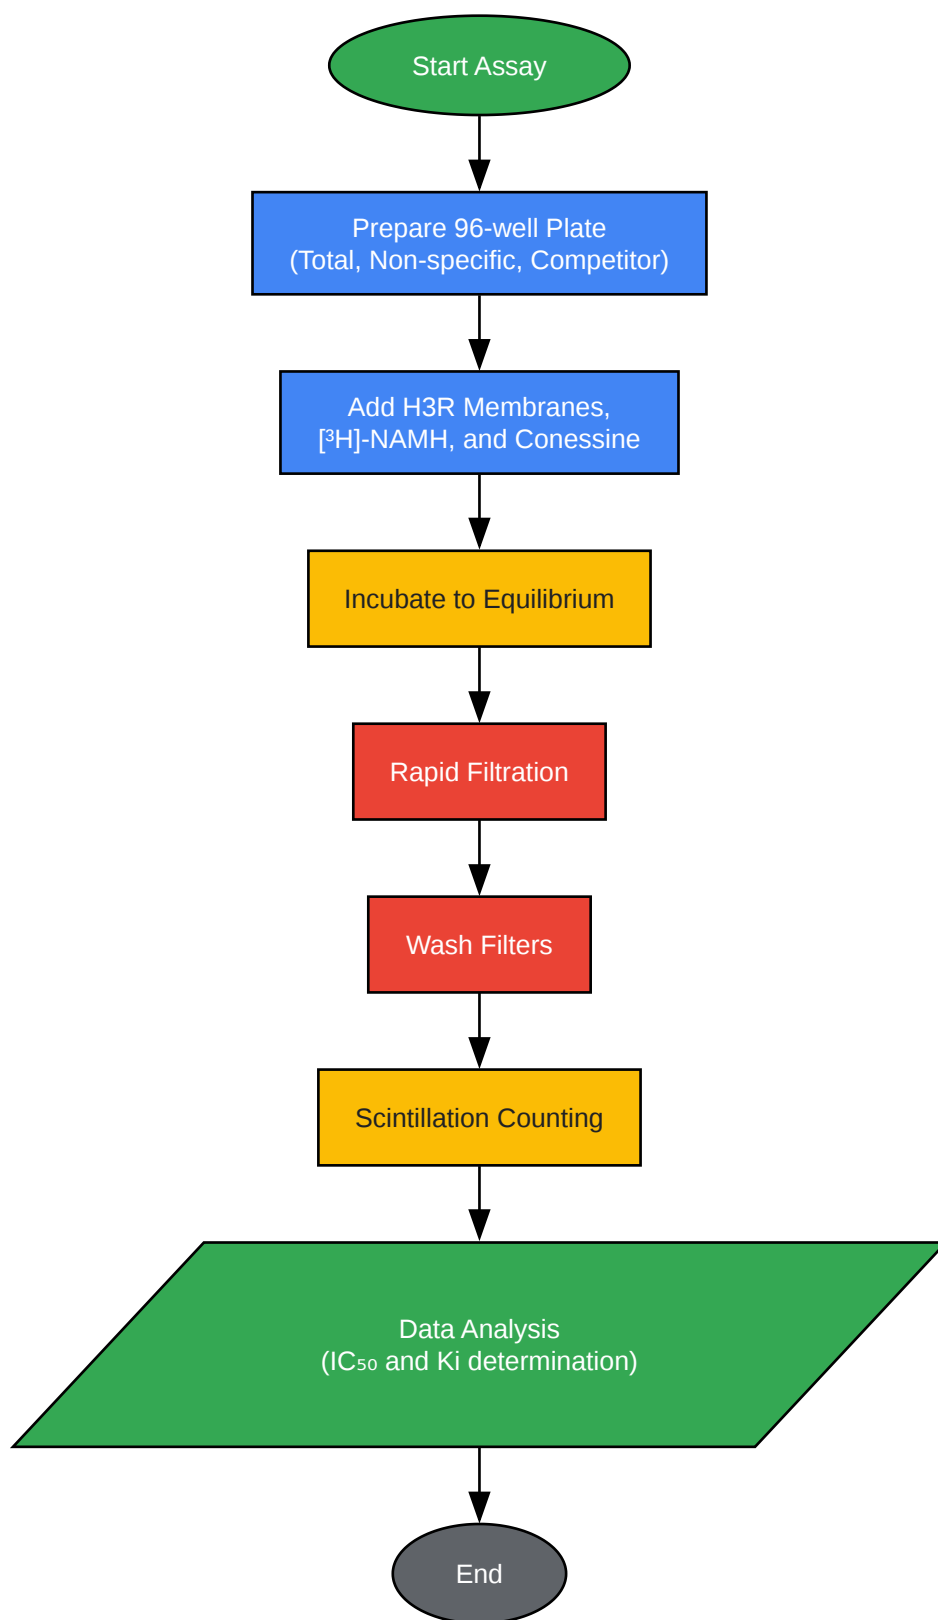 Start Assay
Prepare 96-well Plate
(Total, Non-specific, Competitor)
Add H3R Membranes,
[³H]-NAMH, and Conessine
Incubate to Equilibrium
Rapid Filtration
Wash Filters
Scintillation Counting
Data Analysis
(IC₅₀ and Ki determination)
End